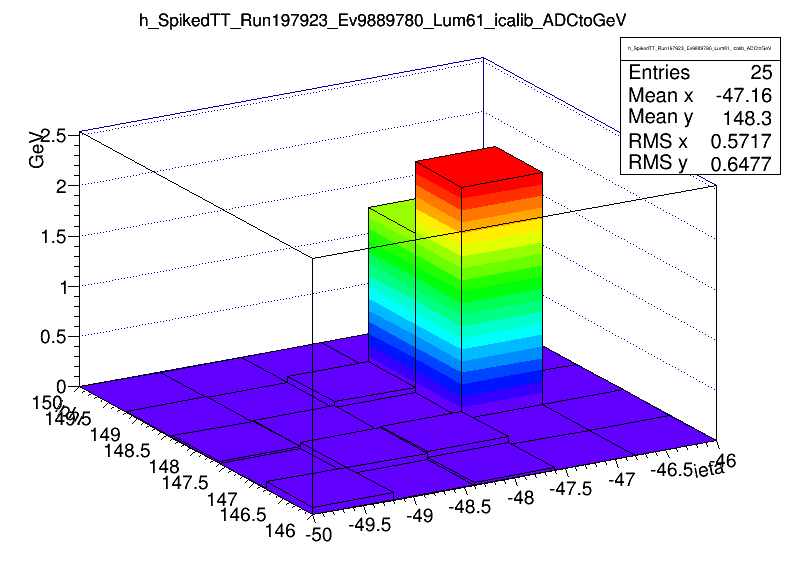 h_SpikedTT_Run197923_Ev9889780_Lum61_icalib_ADCtoGeV
h_SpikedTT_Run197923_Ev9889780_Lum61_icalib_ADCtoGeV
Entries 25
Mean x -47.16
Mean y 148.3
RMS x 0.5717
RMS y 0.6477
GeV
2.5
2
1.5
1
0.5
0
150
149.5
149
148.5
148
147.5
147
146.5
146
-50
-49.5
-49
-48.5
-48
-47.5
-47
-46.5
-46
ieta